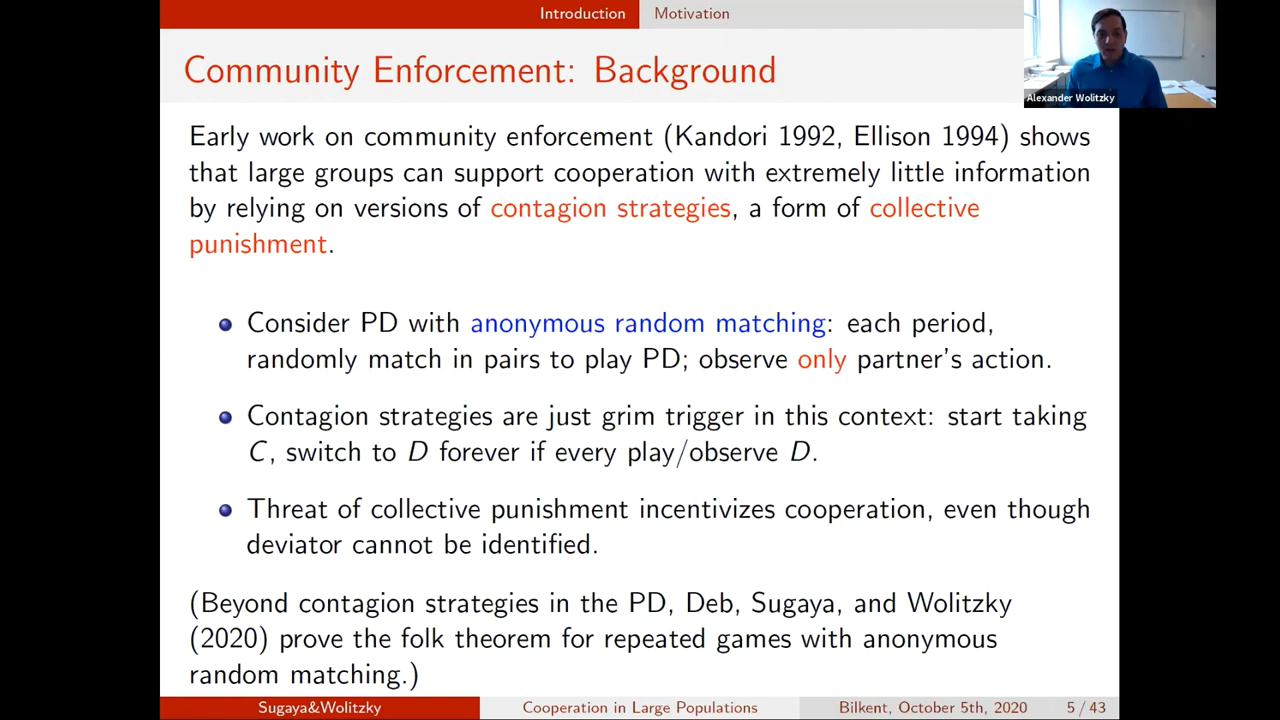 Introduction Motivation
Community Enforcement: Background
Alexander Wolitzky
Early work on community enforcement (Kandori 1992, Ellison 1994) shows
that large groups can support cooperation with extremely little information
by relying on versions of contagion strategies, a form of collective
punishment.
Consider PD with anonymous random matching: each period,
randomly match in pairs to play PD; observe only partner's action.
Contagion strategies are just grim trigger in this context: start taking
C, switch to D forever if every play/observe D.
Threat of collective punishment incentivizes cooperation, even though
deviator cannot be identified.
(Beyond contagion strategies in the PD, Deb, Sugaya, and Wolitzky
(2020) prove the folk theorem for repeated games with anonymous
random matching.)
Sugaya&Wolitzky Cooperation in Large Populations Bilkent, October 5th, 2020 5 / 43